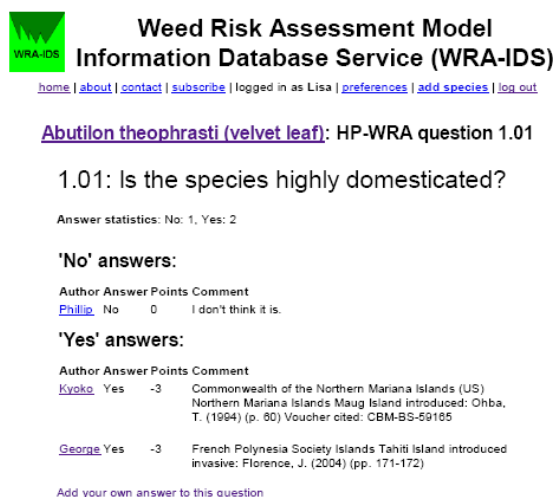 WRA-IDS
Weed Risk Assessment Model
Information Database Service (WRA-IDS)
home | about | contact | subscribe | logged in as Lisa | preferences | add species | log out
Abutilon theophrasti (velvet leaf): HP-WRA question 1.01
1.01: Is the species highly domesticated?
Answer statistics: No: 1, Yes: 2
'No' answers:
Author Answer Points Comment
Phillip No 0 I don't think it is.
'Yes' answers:
Author Answer Points Comment
Kyoko Yes -3 Commonwealth of the Northern Mariana Islands (US)
Northern Mariana Islands Maug Island introduced: Ohba,
T. (1994) (p. 60) Voucher cited: CBM-BS-59165
George Yes -3 French Polynesia Society Islands Tahiti Island introduced
invasive: Florence, J. (2004) (pp. 171-172)
Add your own answer to this question